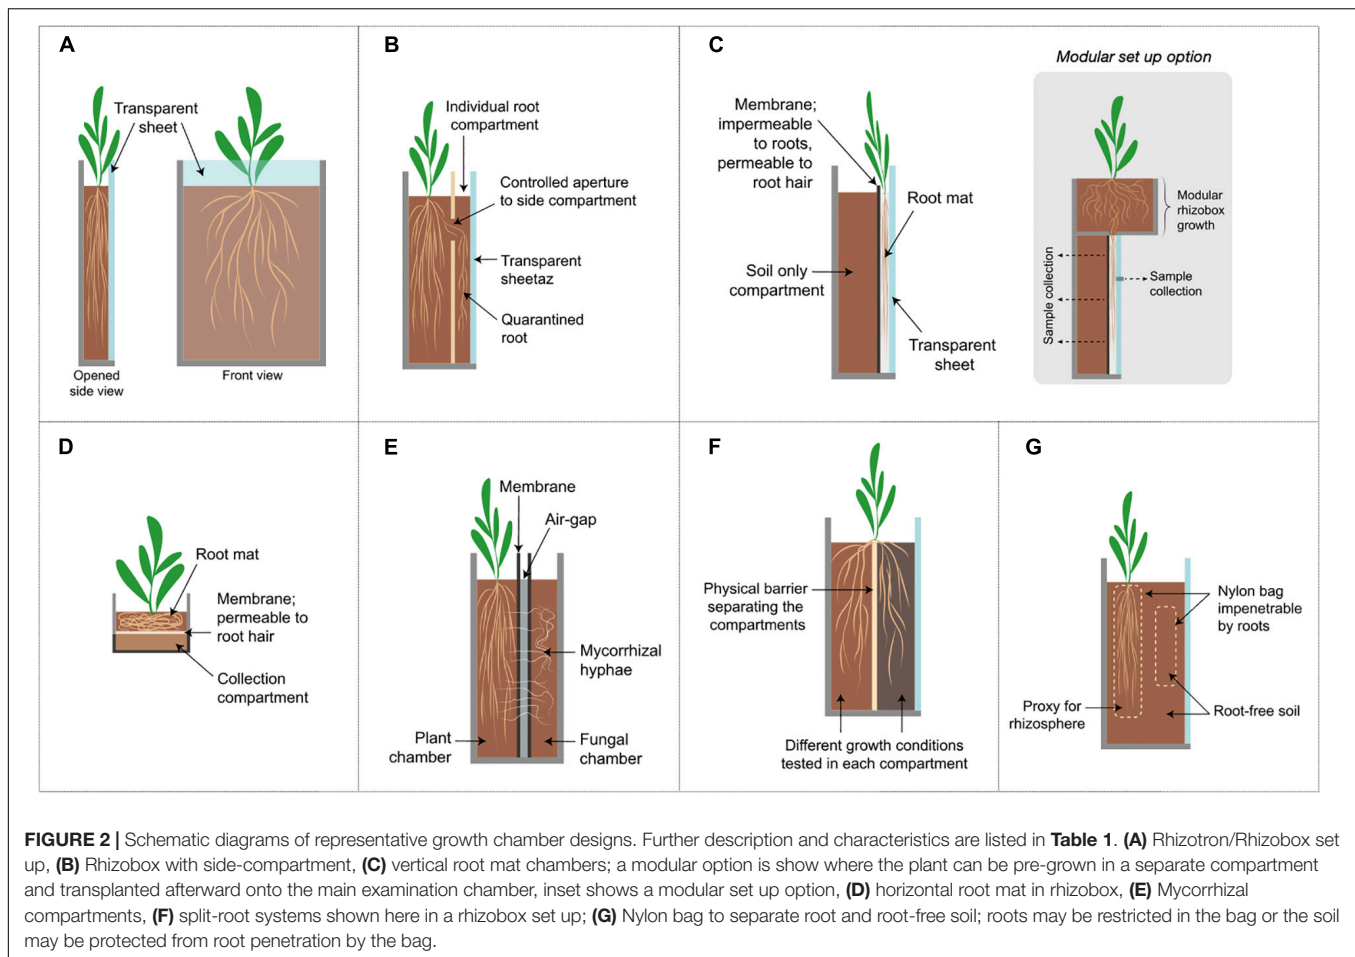 A
Transparent
sheet
Opened
side view
Front view
B
Individual root
compartment
Controlled aperture
to side compartment
Transparent
sheetaz
Quarantined
root
C
Membrane;
impermeable
to roots,
permeable to
root hair
Root mat
Soil only
compartment
Transparent
sheet
Modular set up option
Modular
rhizobox
growth
Sample collection
Sample
collection
D
Root mat
Membrane;
permeable to
root hair
Collection
compartment
E
Membrane
Air-gap
Mycorrhizal
hyphae
Plant
chamber
Fungal
chamber
F
Physical barrier
separating the
compartments
Different growth conditions
tested in each compartment
G
Nylon bag
impenetrable
by roots
Proxy for
rhizosphere
Root-free soil
FIGURE 2 | Schematic diagrams of representative growth chamber designs. Further description and characteristics are listed in Table 1. (A) Rhizotron/Rhizobox set
up, (B) Rhizobox with side-compartment, (C) vertical root mat chambers; a modular option is show where the plant can be pre-grown in a separate compartment
and transplanted afterward onto the main examination chamber, inset shows a modular set up option, (D) horizontal root mat in rhizobox, (E) Mycorrhizal
compartments, (F) split-root systems shown here in a rhizobox set up; (G) Nylon bag to separate root and root-free soil; roots may be restricted in the bag or the soil
may be protected from root penetration by the bag.